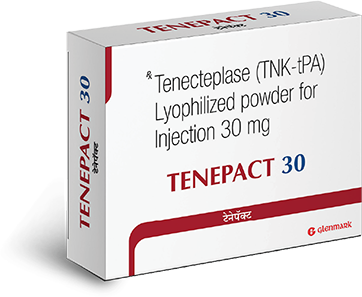 ℞ Tenecteplase (TNK-tPA)
Lyophilized powder for
Injection 30 mg
TENEPACT 30
टेनेपॅक्ट
Glenmark
TENEPACT 30
टेनेपॅक्ट